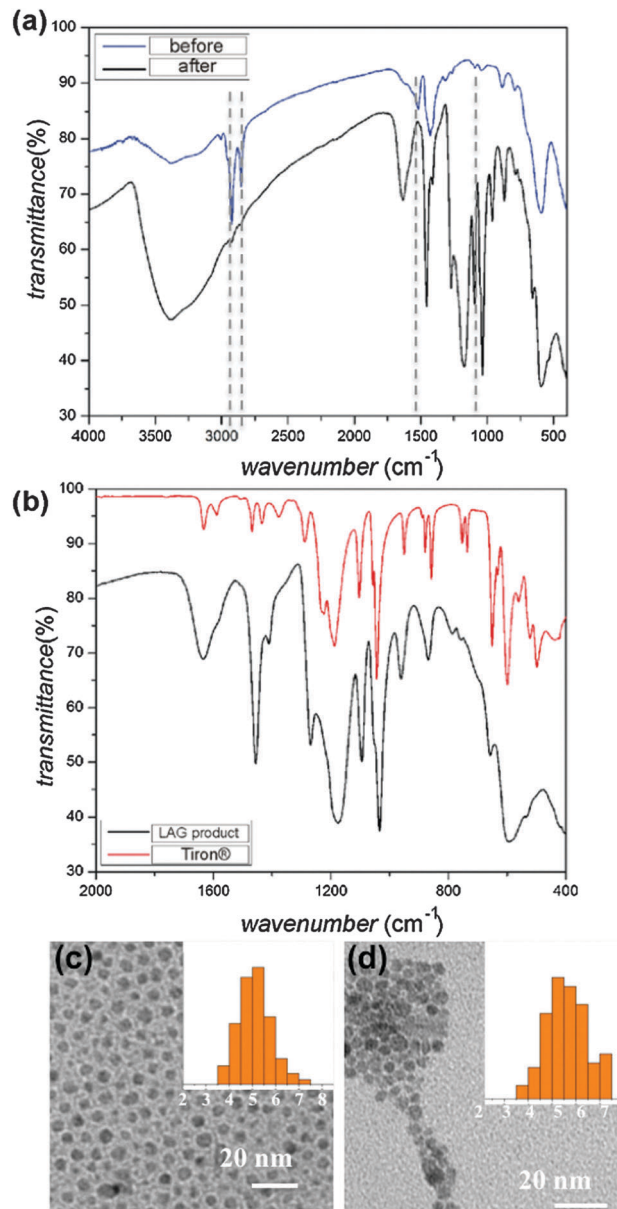 (a)
before
after
transmittance(%)
100
90
80
70
60
50
40
30
4000 3500 3000 2500 2000 1500 1000 500
wavenumber (cm⁻¹)
(b)
transmittance(%)
100
90
80
70
60
50
40
30
LAG product
Tiron®
2000 1600 1200 800 400
wavenumber (cm⁻¹)
(c)
2 3 4 5 6 7 8
20 nm
(d)
2 3 4 5 6 7
20 nm